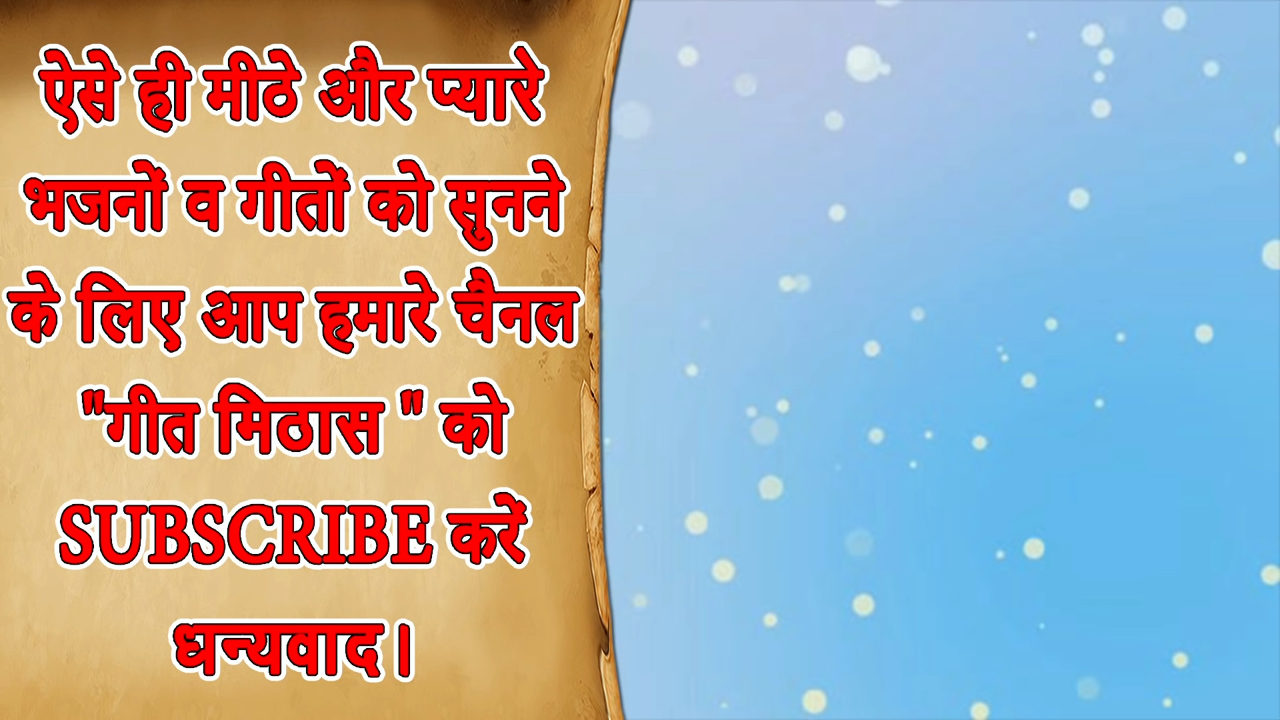 ऐसे ही मीठे और प्यारे
भजनों व गीतों को सुनने
के लिए आप हमारे चैनल
"गीत मिठास " को
SUBSCRIBE करें
धन्यवाद।